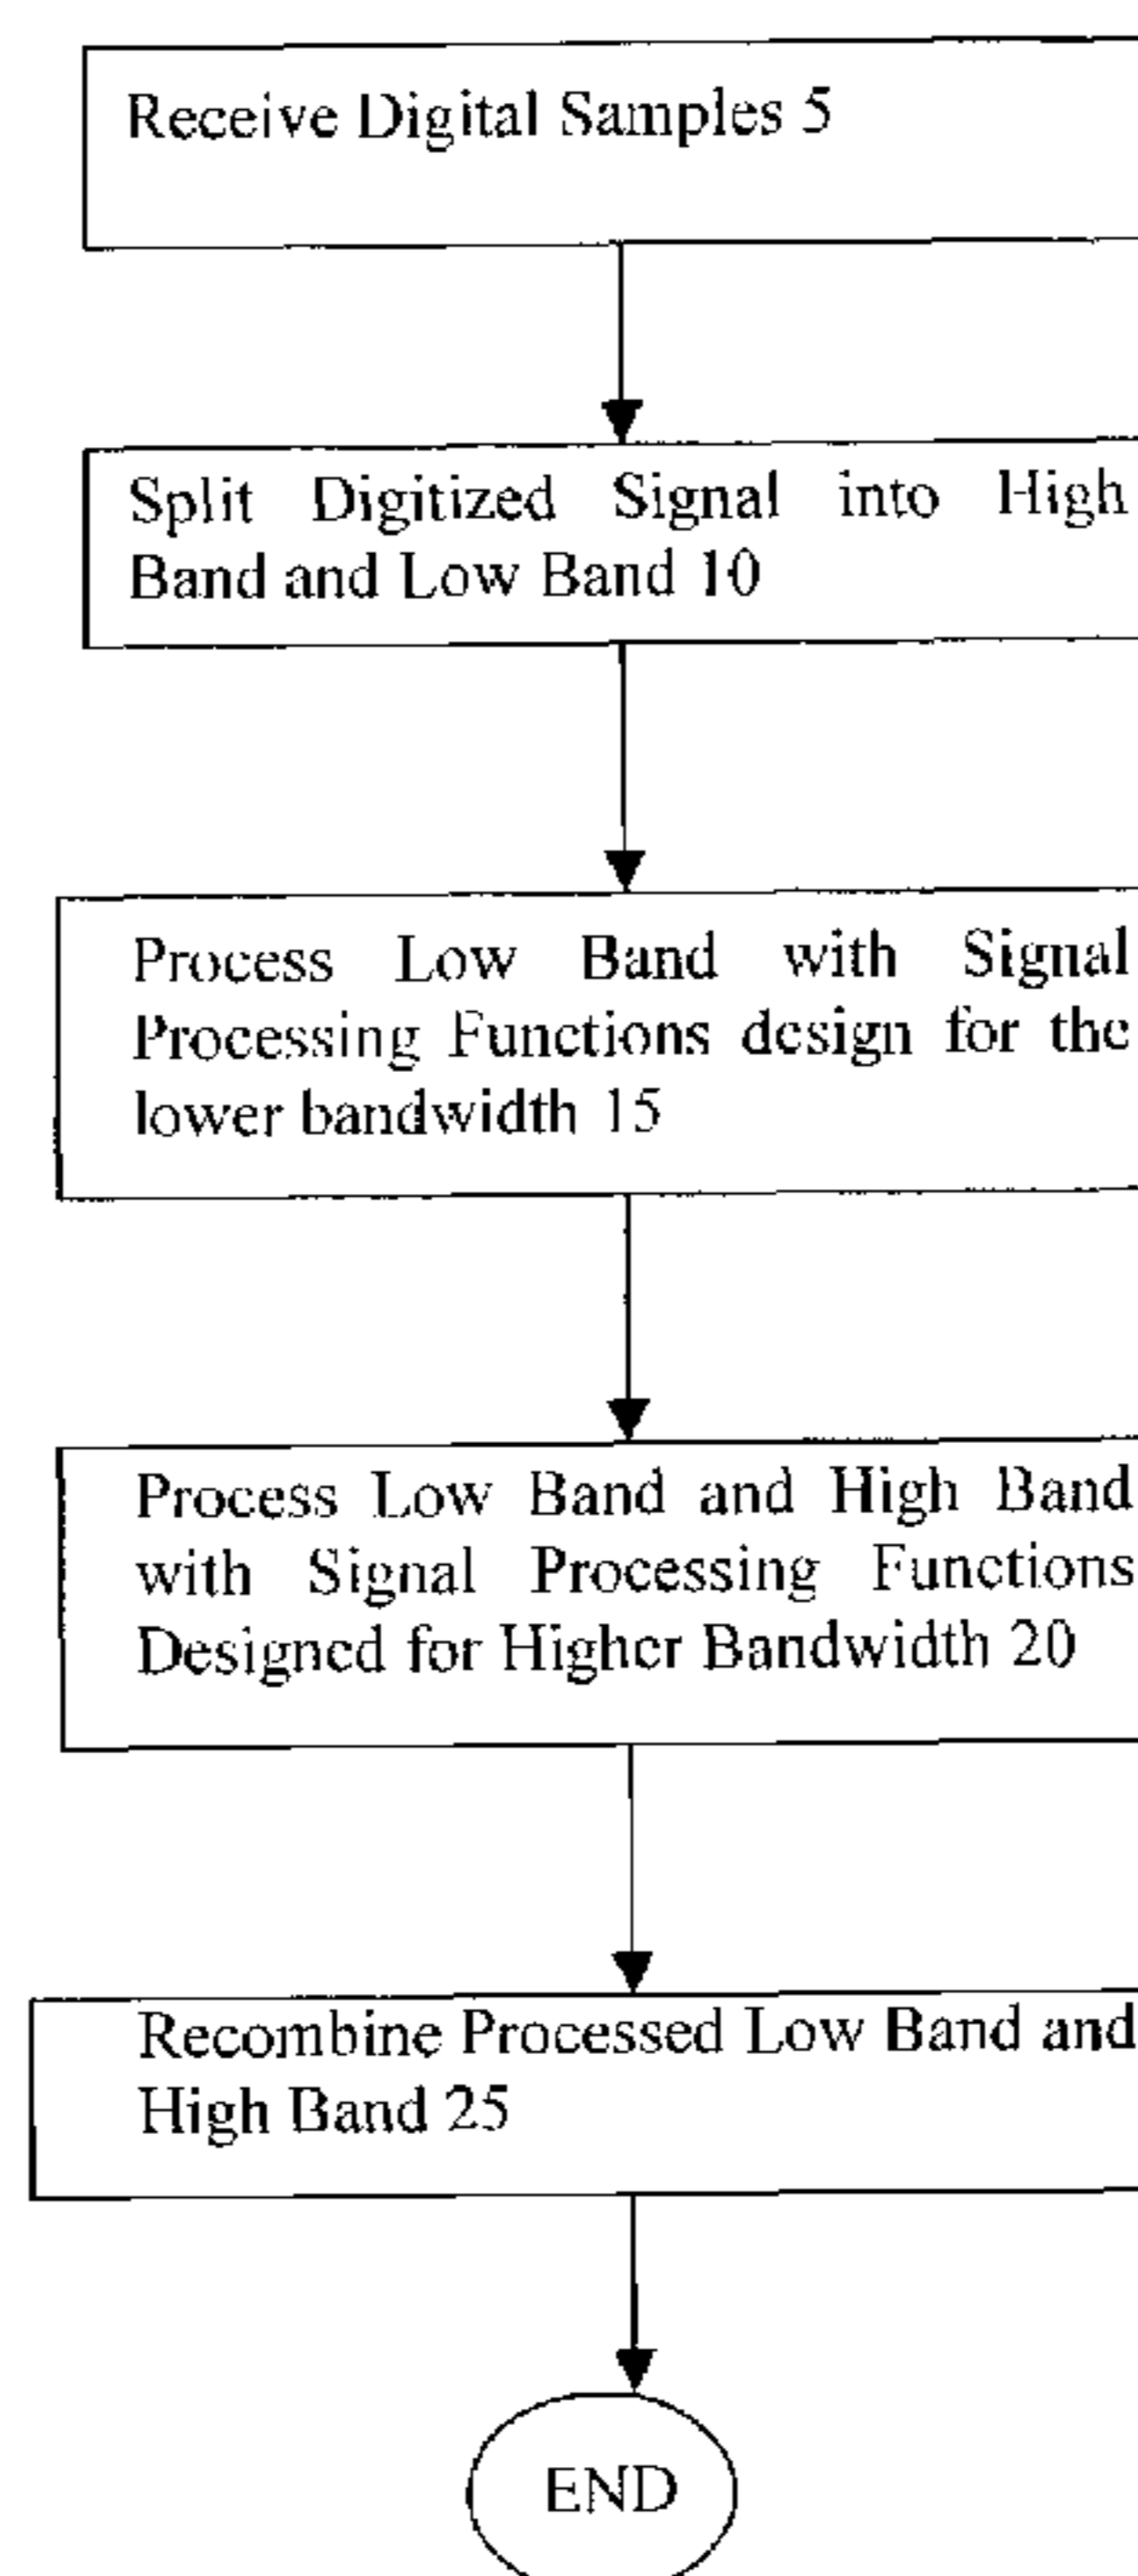 Receive Digital Samples 5
Split Digitized Signal into High
Band and Low Band 10
Process Low Band with Signal
Processing Functions design for the
lower bandwidth 15
Process Low Band and High Band
with Signal Processing Functions
Designed for Higher Bandwidth 20
Recombine Processed Low Band and
High Band 25
END